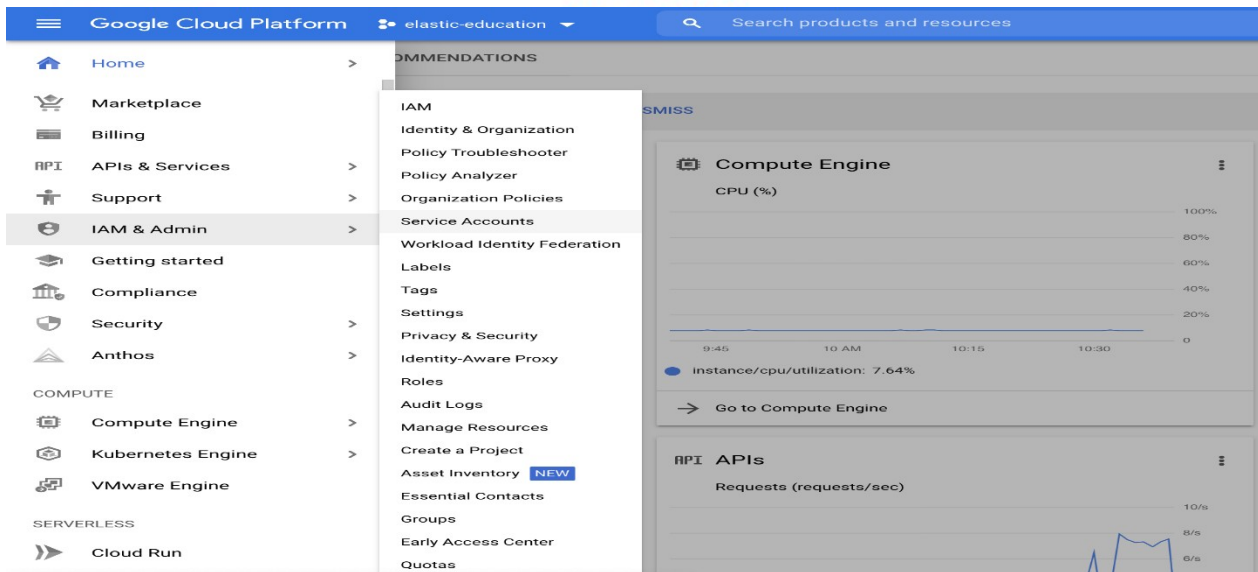 Google Cloud Platform
elastic-education
Search products and resources
Home
Marketplace
Billing
API APIs & Services
Support
IAM & Admin
Getting started
Compliance
Security
Anthos
COMPUTE
Compute Engine
Kubernetes Engine
VMware Engine
SERVERLESS
Cloud Run
IAM
Identity & Organization
Policy Troubleshooter
Policy Analyzer
Organization Policies
Service Accounts
Workload Identity Federation
Labels
Tags
Settings
Privacy & Security
Identity-Aware Proxy
Roles
Audit Logs
Manage Resources
Create a Project
Asset Inventory NEW
Essential Contacts
Groups
Early Access Center
Quotas
OMMENDATIONS
SMISS
Compute Engine
CPU (%)
100%
80%
60%
40%
20%
0
9:45 10 AM 10:15 10:30
instance/cpu/utilization: 7.64%
Go to Compute Engine
API APIs
Requests (requests/sec)
10/s
8/s
6/s